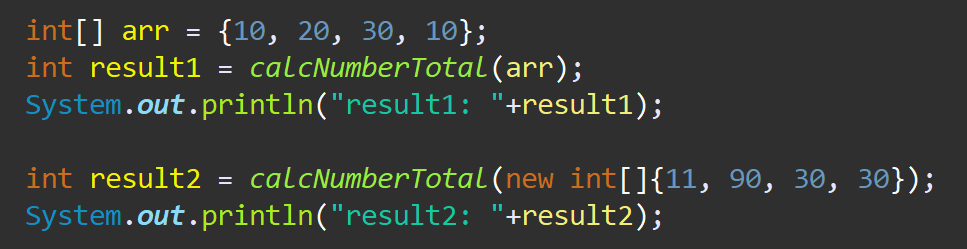 int[] arr = {10, 20, 30, 10};
int result1 = calcNumberTotal(arr);
System.out.println("result1: "+result1);
int result2 = calcNumberTotal(new int[]{11, 90, 30, 30});
System.out.println("result2: "+result2);